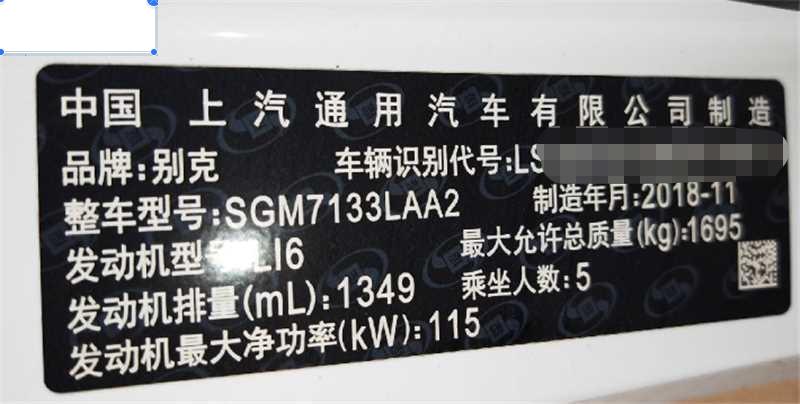 中国 上汽通用汽车有限公司制造
品牌:别克 车辆识别代号:LS
整车型号:SGM7133LAA2 制造年月:2018-11
发动机型号:LI6 最大允许总质量(kg):1695
发动机排量(mL):1349 乘坐人数:5
发动机最大净功率(kW):115